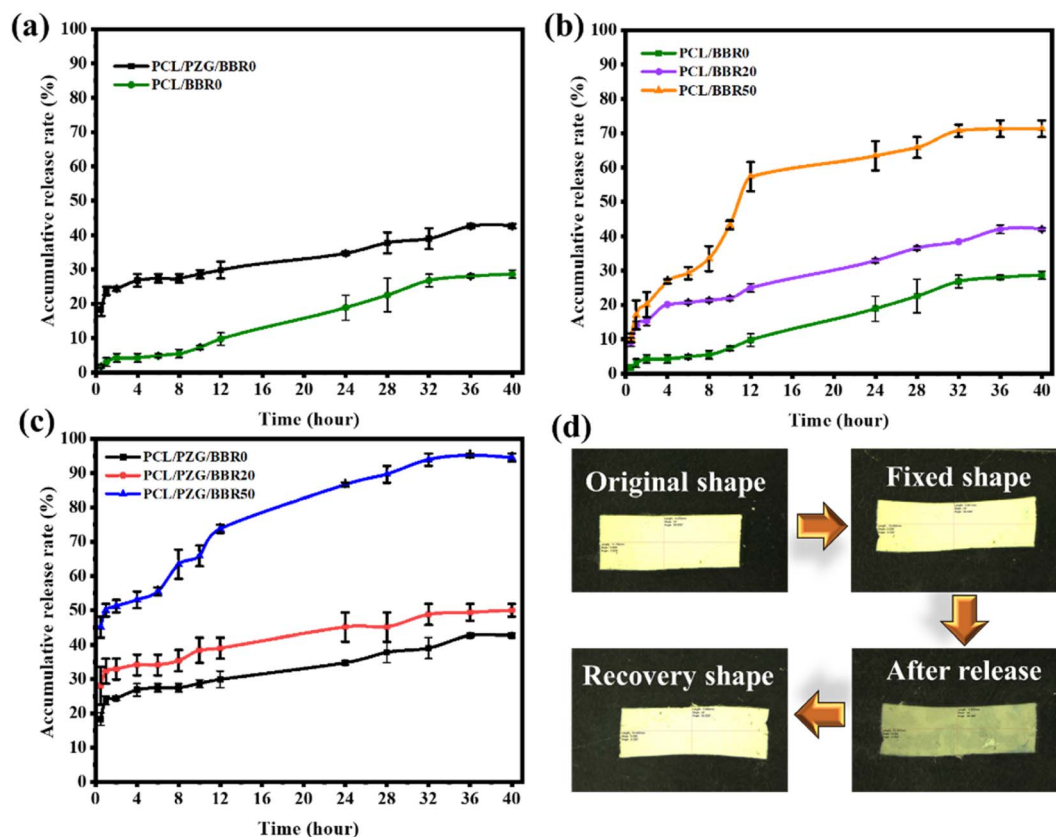 (a)
100
90
80
70
60
50
40
30
20
10
0
Accumulative release rate (%)
PCL/PZG/BBR0
PCL/BBR0
0 4 8 12 16 20 24 28 32 36 40
Time (hour)
(b)
100
90
80
70
60
50
40
30
20
10
0
Accumulative release rate (%)
PCL/BBR0
PCL/BBR20
PCL/BBR50
0 4 8 12 16 20 24 28 32 36 40
Time (hour)
(c)
100
90
80
70
60
50
40
30
20
10
0
Accumulative release rate (%)
PCL/PZG/BBR0
PCL/PZG/BBR20
PCL/PZG/BBR50
0 4 8 12 16 20 24 28 32 36 40
Time (hour)
(d)
Original shape
Fixed shape
Recovery shape
After release